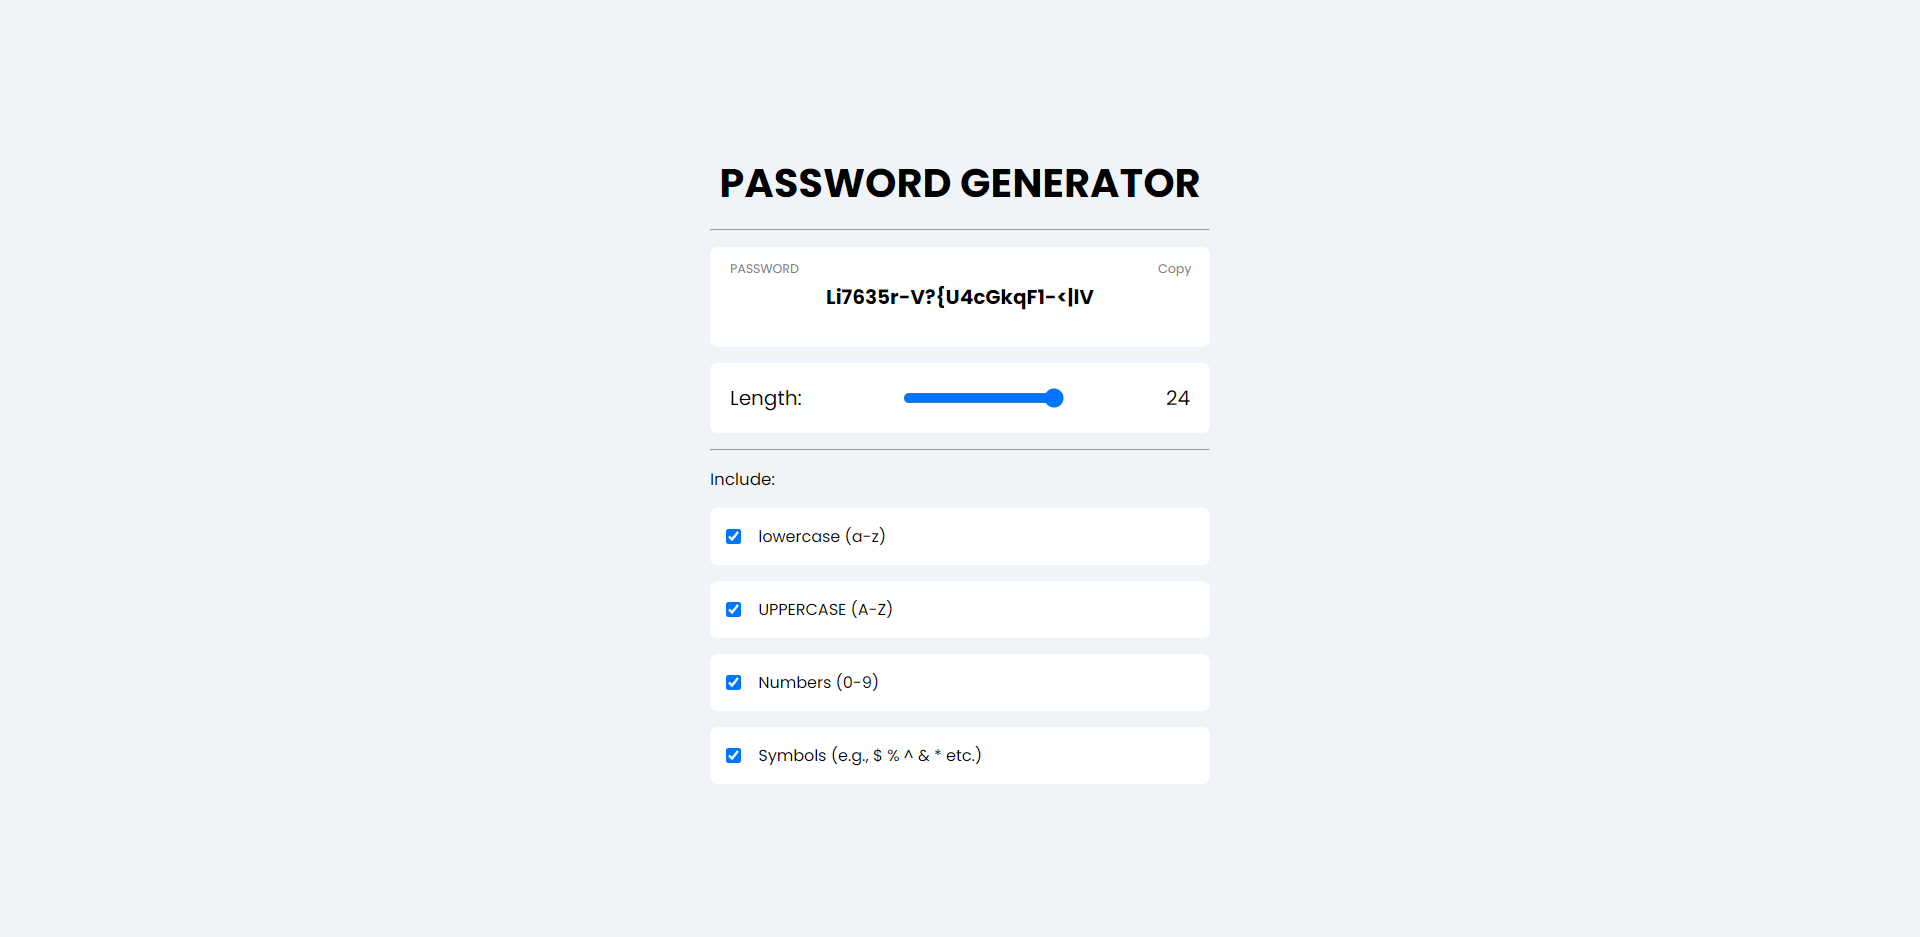 PASSWORD GENERATOR
PASSWORD Copy
Li7635r-V?{U4cGkqF1-<|lV
Length: 24
Include:
lowercase (a-z)
UPPERCASE (A-Z)
Numbers (0-9)
Symbols (e.g., $ % ^ & * etc.)